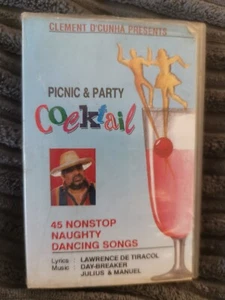 CLEMENT D'CUNHA PRESENTS
PICNIC & PARTY
Cocktail
45 NONSTOP
NAUGHTY
DANCING SONGS
Lyrics : LAWRENCE DE TIRACOL
Music : DAY-BREAKER
JULIUS & MANUEL